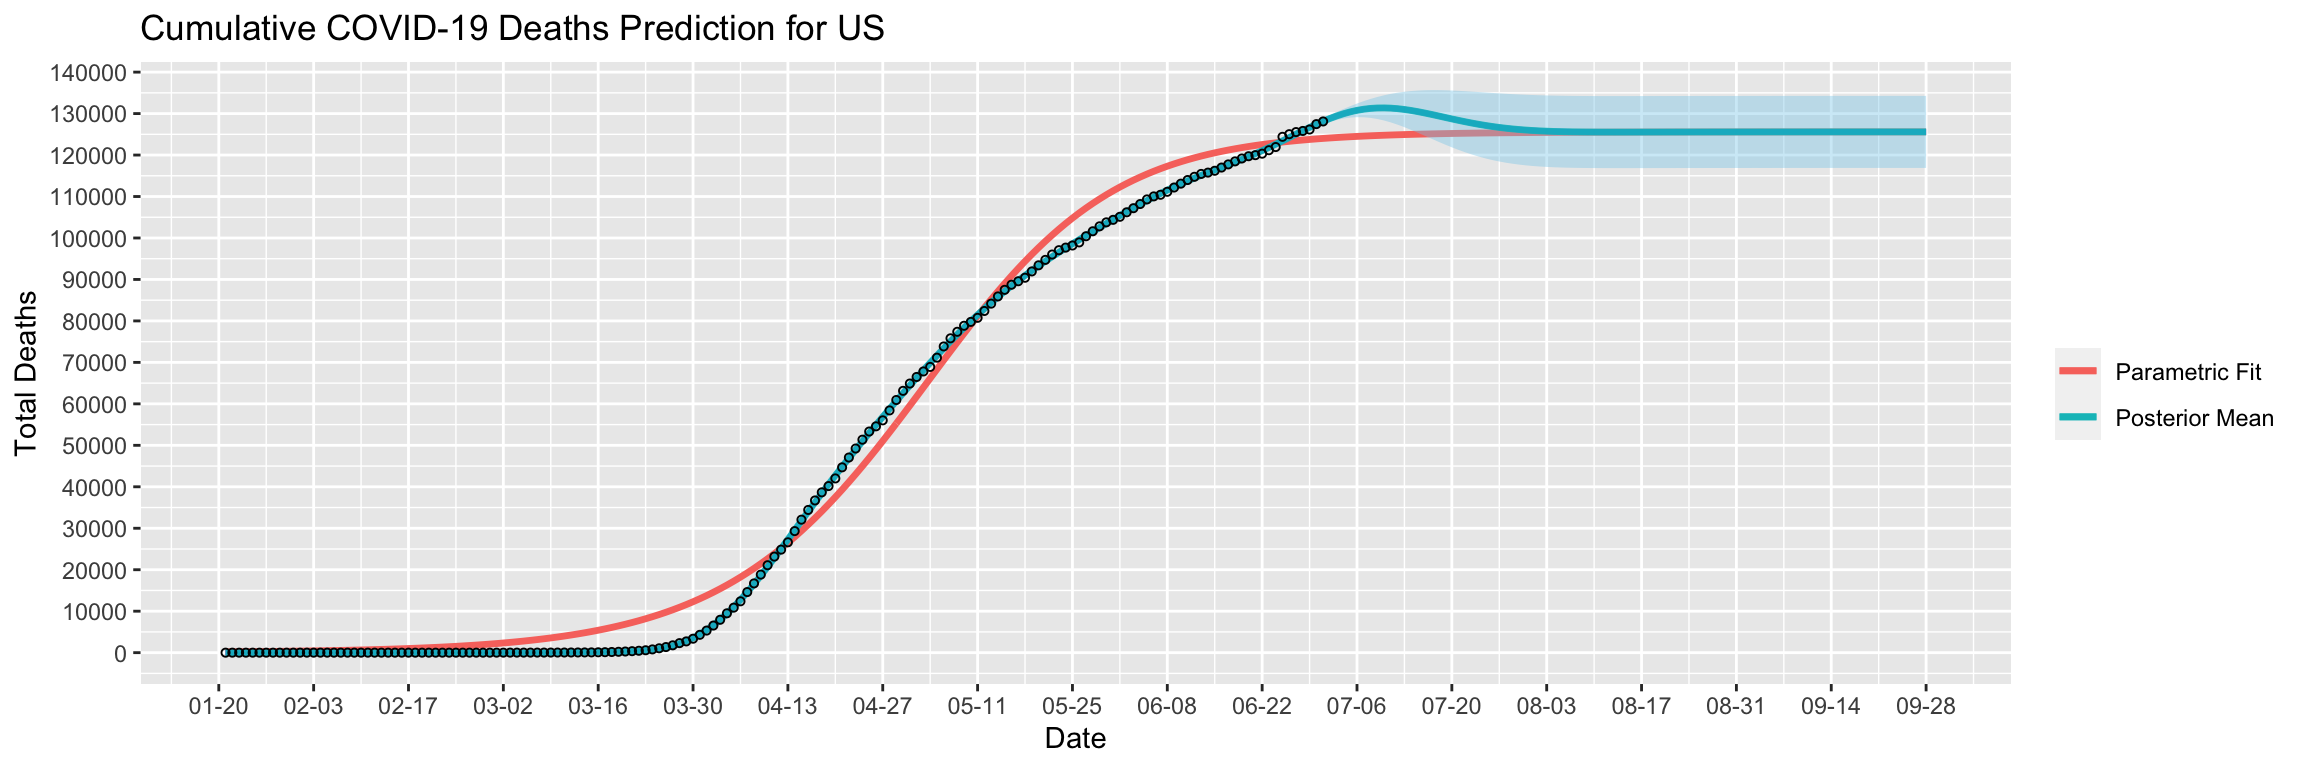 Cumulative COVID-19 Deaths Prediction for US
Total Deaths
140000
130000
120000
110000
100000
90000
80000
70000
60000
50000
40000
30000
20000
10000
0
01-20 02-03 02-17 03-02 03-16 03-30 04-13 04-27 05-11 05-25 06-08 06-22 07-06 07-20 08-03 08-17 08-31 09-14 09-28
Date
Parametric Fit
Posterior Mean